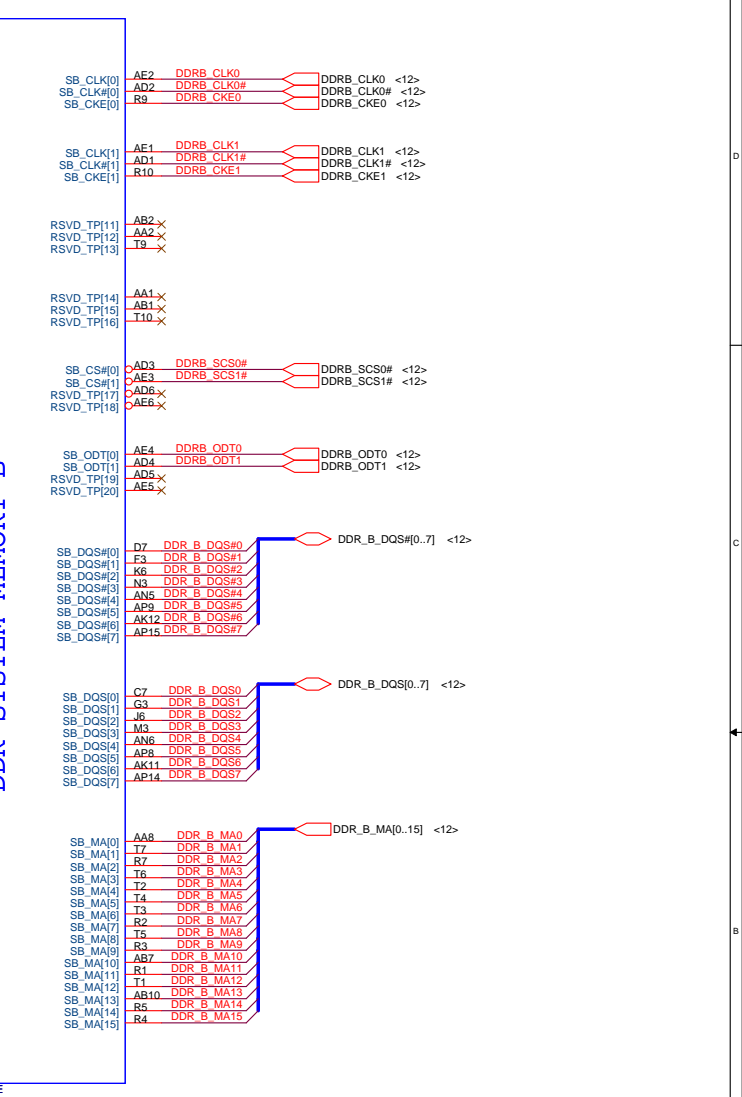 SB_CLK[0] AE2 DDRB_CLK0 DDRB_CLK0 <12>
SB_CLK#[0] AD2 DDRB_CLK0# DDRB_CLK0# <12>
SB_CKE[0] R9 DDRB_CKE0 DDRB_CKE0 <12>
SB_CLK[1] AE1 DDRB_CLK1 DDRB_CLK1 <12>
SB_CLK#[1] AD1 DDRB_CLK1# DDRB_CLK1# <12>
SB_CKE[1] R10 DDRB_CKE1 DDRB_CKE1 <12>
D
RSVD_TP[11] AB2
RSVD_TP[12] AA2
RSVD_TP[13] T9
RSVD_TP[14] AA1
RSVD_TP[15] AB1
RSVD_TP[16] T10
SB_CS#[0] AD3 DDRB_SCS0# DDRB_SCS0# <12>
SB_CS#[1] AE3 DDRB_SCS1# DDRB_SCS1# <12>
RSVD_TP[17] AD6
RSVD_TP[18] AE6
SB_ODT[0] AE4 DDRB_ODT0 DDRB_ODT0 <12>
SB_ODT[1] AD4 DDRB_ODT1 DDRB_ODT1 <12>
RSVD_TP[19] AD5
RSVD_TP[20] AE5
DDR_B_DQS#[0..7] <12>
C
SB_DQS#[0] D7 DDR_B_DQS#0
SB_DQS#[1] F3 DDR_B_DQS#1
SB_DQS#[2] K6 DDR_B_DQS#2
SB_DQS#[3] N3 DDR_B_DQS#3
SB_DQS#[4] AN5 DDR_B_DQS#4
SB_DQS#[5] AP9 DDR_B_DQS#5
SB_DQS#[6] AK12 DDR_B_DQS#6
SB_DQS#[7] AP15 DDR_B_DQS#7
DDR_B_DQS[0..7] <12>
SB_DQS[0] C7 DDR_B_DQS0
SB_DQS[1] G3 DDR_B_DQS1
SB_DQS[2] J6 DDR_B_DQS2
SB_DQS[3] M3 DDR_B_DQS3
SB_DQS[4] AN6 DDR_B_DQS4
SB_DQS[5] AP8 DDR_B_DQS5
SB_DQS[6] AK11 DDR_B_DQS6
SB_DQS[7] AP14 DDR_B_DQS7
DDR_B_MA[0..15] <12>
SB_MA[0] AA8 DDR_B_MA0
SB_MA[1] T7 DDR_B_MA1
SB_MA[2] R7 DDR_B_MA2
SB_MA[3] T6 DDR_B_MA3
SB_MA[4] T2 DDR_B_MA4
SB_MA[5] T4 DDR_B_MA5
SB_MA[6] T3 DDR_B_MA6
SB_MA[7] R2 DDR_B_MA7
SB_MA[8] T5 DDR_B_MA8
B
SB_MA[9] R3 DDR_B_MA9
SB_MA[10] AB7 DDR_B_MA10
SB_MA[11] R1 DDR_B_MA11
SB_MA[12] T1 DDR_B_MA12
SB_MA[13] AB10 DDR_B_MA13
SB_MA[14] R5 DDR_B_MA14
SB_MA[15] R4 DDR_B_MA15